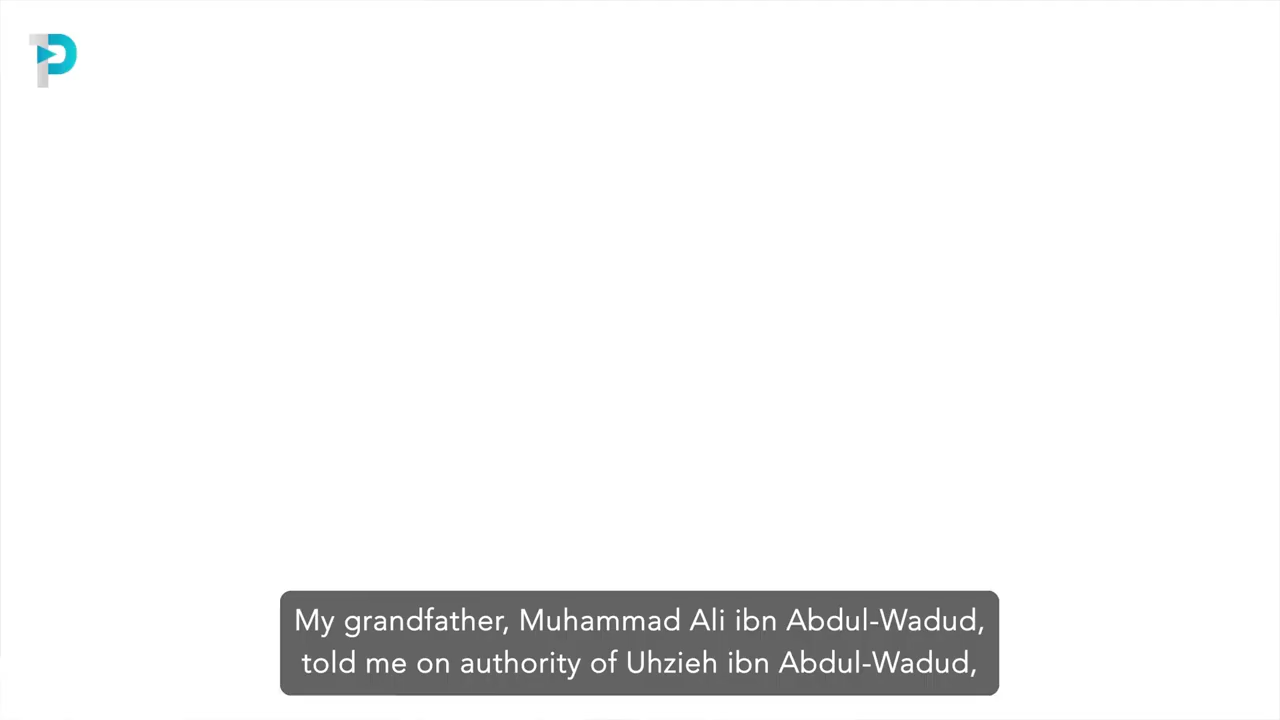 My grandfather, Muhammad Ali ibn Abdul-Wadud,
told me on authority of Uhzieh ibn Abdul-Wadud,